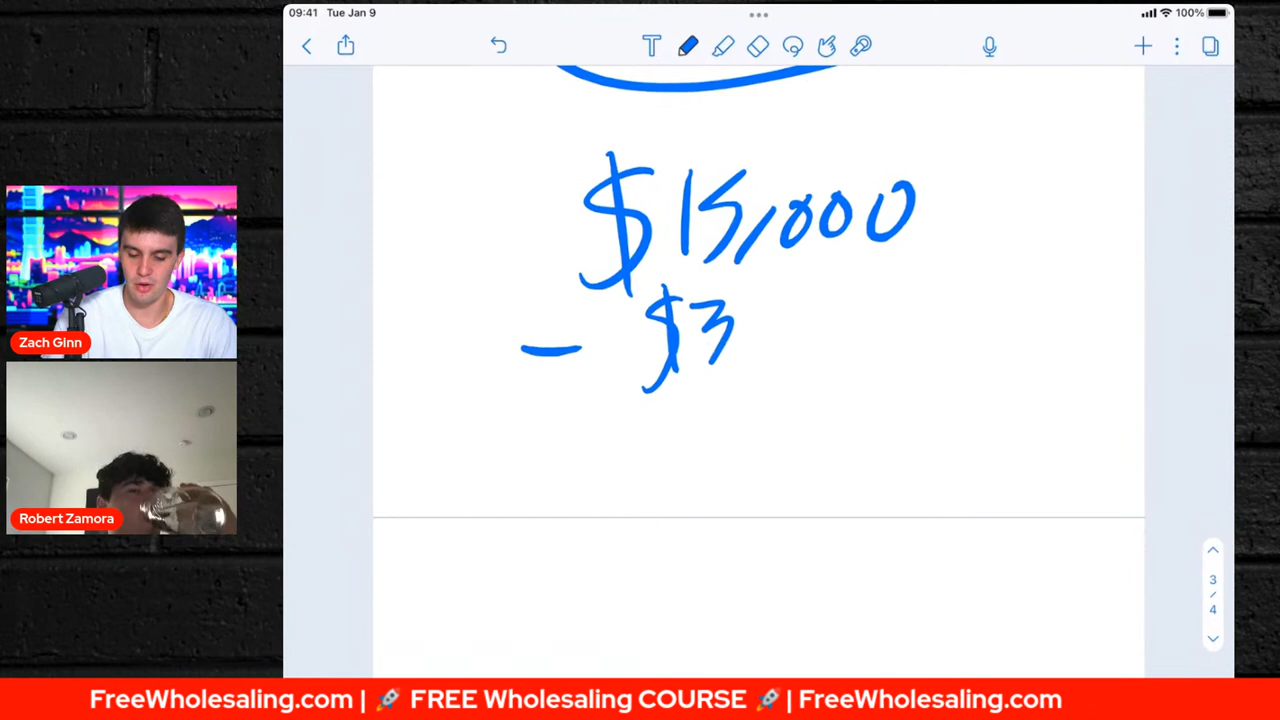 09:41 Tue Jan 9
100%
T
$15,000
- $3
Zach Ginn
Robert Zamora
3
/
4
FreeWholesaling.com | 🚀 FREE Wholesaling COURSE 🚀 | FreeWholesaling.com